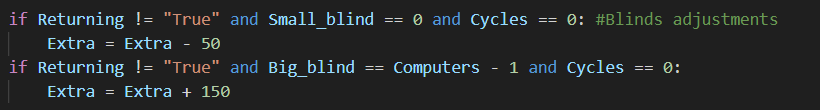 if Returning != "True" and Small_blind == 0 and Cycles == 0: #Blinds adjustments
    Extra = Extra - 50
if Returning != "True" and Big_blind == Computers - 1 and Cycles == 0:
    Extra = Extra + 150